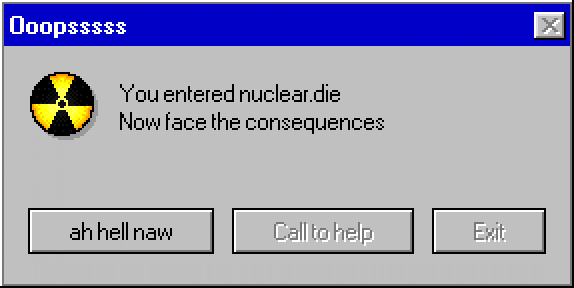 Ooopsssss
You entered nuclear.die
Now face the consequences
ah hell naw
Call to help
Exit